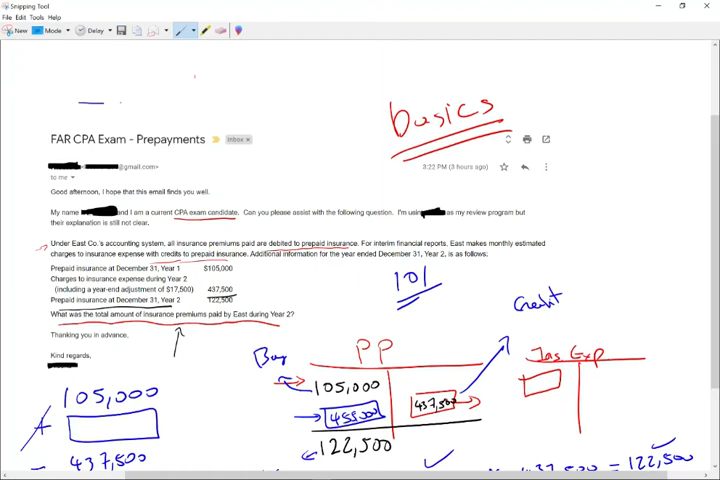 Snipping Tool
File Edit Tools Help
New Mode Delay
basics
FAR CPA Exam - Prepayments Inbox ×
@gmail.com> 3:22 PM (3 hours ago)
to me
Good afternoon, I hope that this email finds you well.
My name and I am a current CPA exam candidate. Can you please assist with the following question. I'm using as my review program but
their explanation is still not clear.
Under East Co.'s accounting system, all insurance premiums paid are debited to prepaid insurance. For interim financial reports, East makes monthly estimated
charges to insurance expense with credits to prepaid insurance. Additional information for the year ended December 31, Year 2, is as follows:
Prepaid insurance at December 31, Year 1 $105,000
Charges to insurance expense during Year 2
(including a year-end adjustment of $17,500) 437,500
Prepaid insurance at December 31, Year 2 122,500
What was the total amount of insurance premiums paid by East during Year 2?
Thanking you in advance,
Kind regards,
101
Credit
PP
Ins Exp
105,000
437,500
455000
122,500
105,000
+
- 437,500
437,500 = 122,500